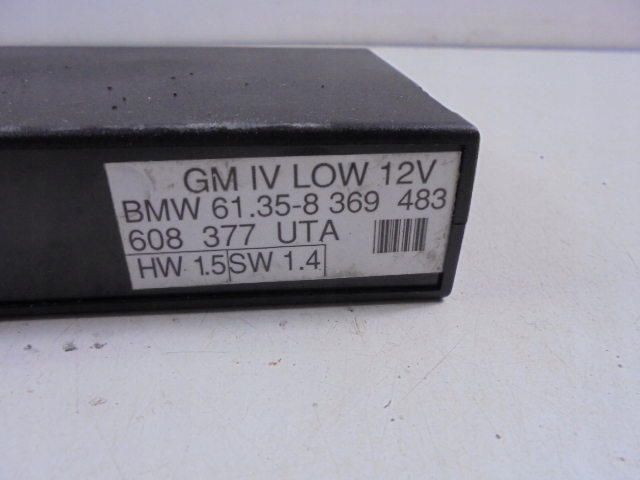 GM IV LOW 12V
BMW 61.35-8 369 483
608 377 UTA
HW 1.5 SW 1.4